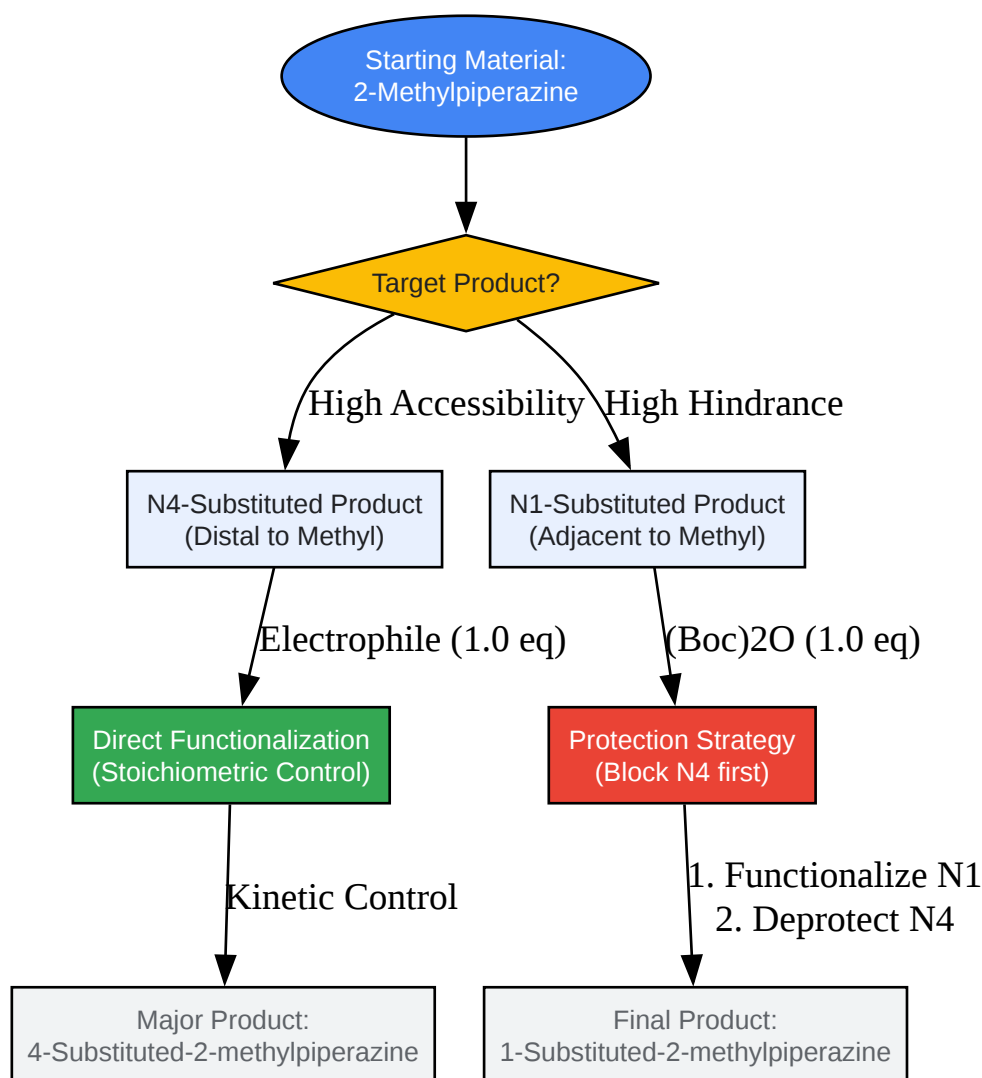 Starting Material:
2-Methylpiperazine
Target Product?
High Accessibility
High Hindrance
N4-Substituted Product
(Distal to Methyl)
N1-Substituted Product
(Adjacent to Methyl)
Electrophile (1.0 eq)
(Boc)2O (1.0 eq)
Direct Functionalization
(Stoichiometric Control)
Protection Strategy
(Block N4 first)
Kinetic Control
1. Functionalize N1
2. Deprotect N4
Major Product:
4-Substituted-2-methylpiperazine
Final Product:
1-Substituted-2-methylpiperazine